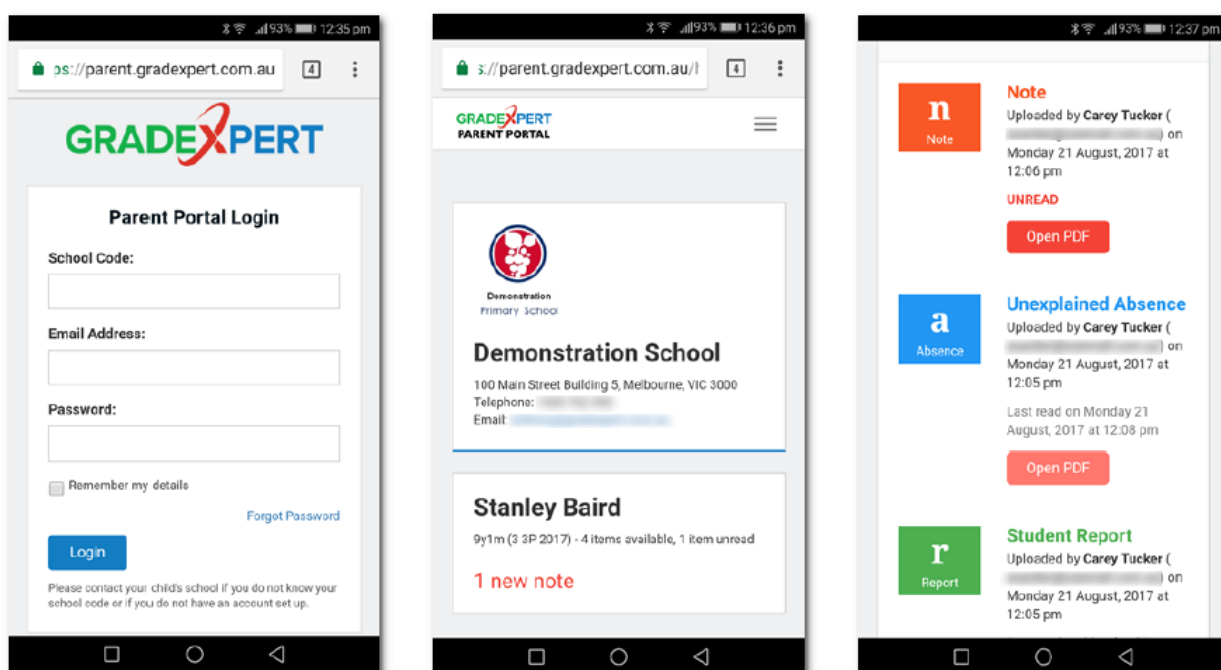 93% 12:35 pm
ps://parent.gradexpert.com.au 4
GRADEXPERT
Parent Portal Login
School Code:
Email Address:
Password:
Remember my details
Forgot Password
Login
Please contact your child's school if you do not know your
school code or if you do not have an account set up.
93% 12:36 pm
s://parent.gradexpert.com.au/h 4
GRADEXPERT
PARENT PORTAL
Demonstration
Primary School
Demonstration School
100 Main Street Building 5, Melbourne, VIC 3000
Telephone:
Email
Stanley Baird
9y1m (3 3P 2017) - 4 items available, 1 item unread
1 new note
93% 12:37 pm
n
Note
Note
Uploaded by Carey Tucker (
) on
Monday 21 August, 2017 at
12:06 pm
UNREAD
Open PDF
a
Absence
Unexplained Absence
Uploaded by Carey Tucker (
) on
Monday 21 August, 2017 at
12:05 pm
Last read on Monday 21
August, 2017 at 12:08 pm
Open PDF
r
Report
Student Report
Uploaded by Carey Tucker (
) on
Monday 21 August, 2017 at
12:05 pm